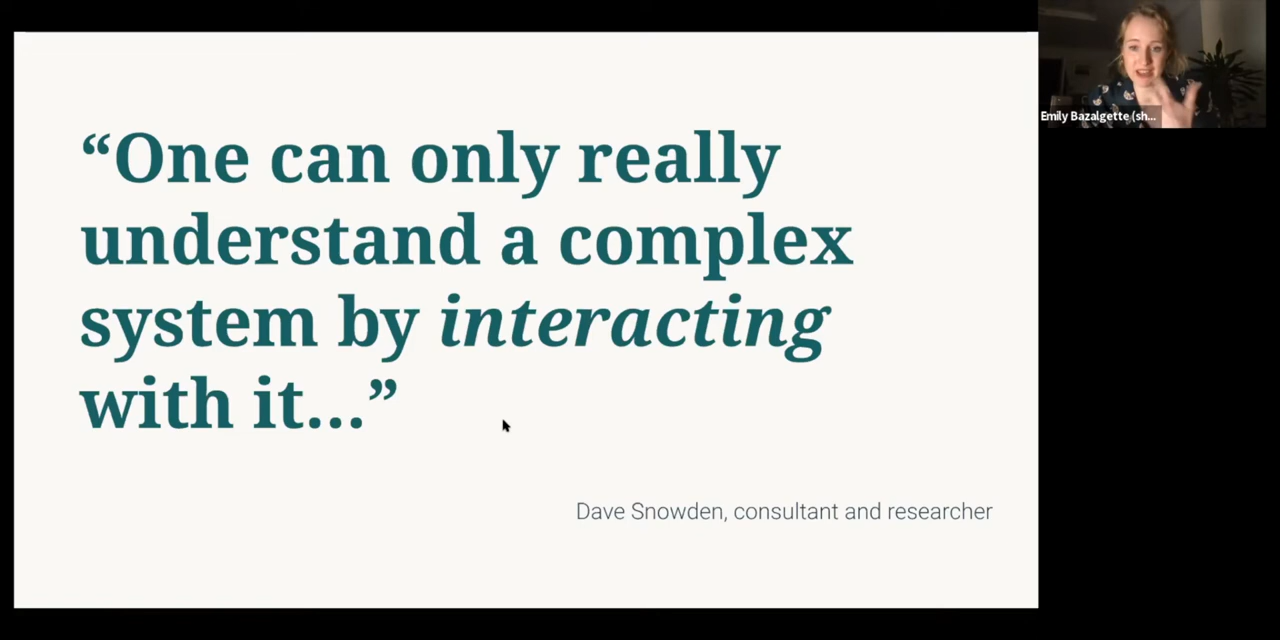 “One can only really
understand a complex
system by interacting
with it...”
Dave Snowden, consultant and researcher
Emily Bazalgette (sh...